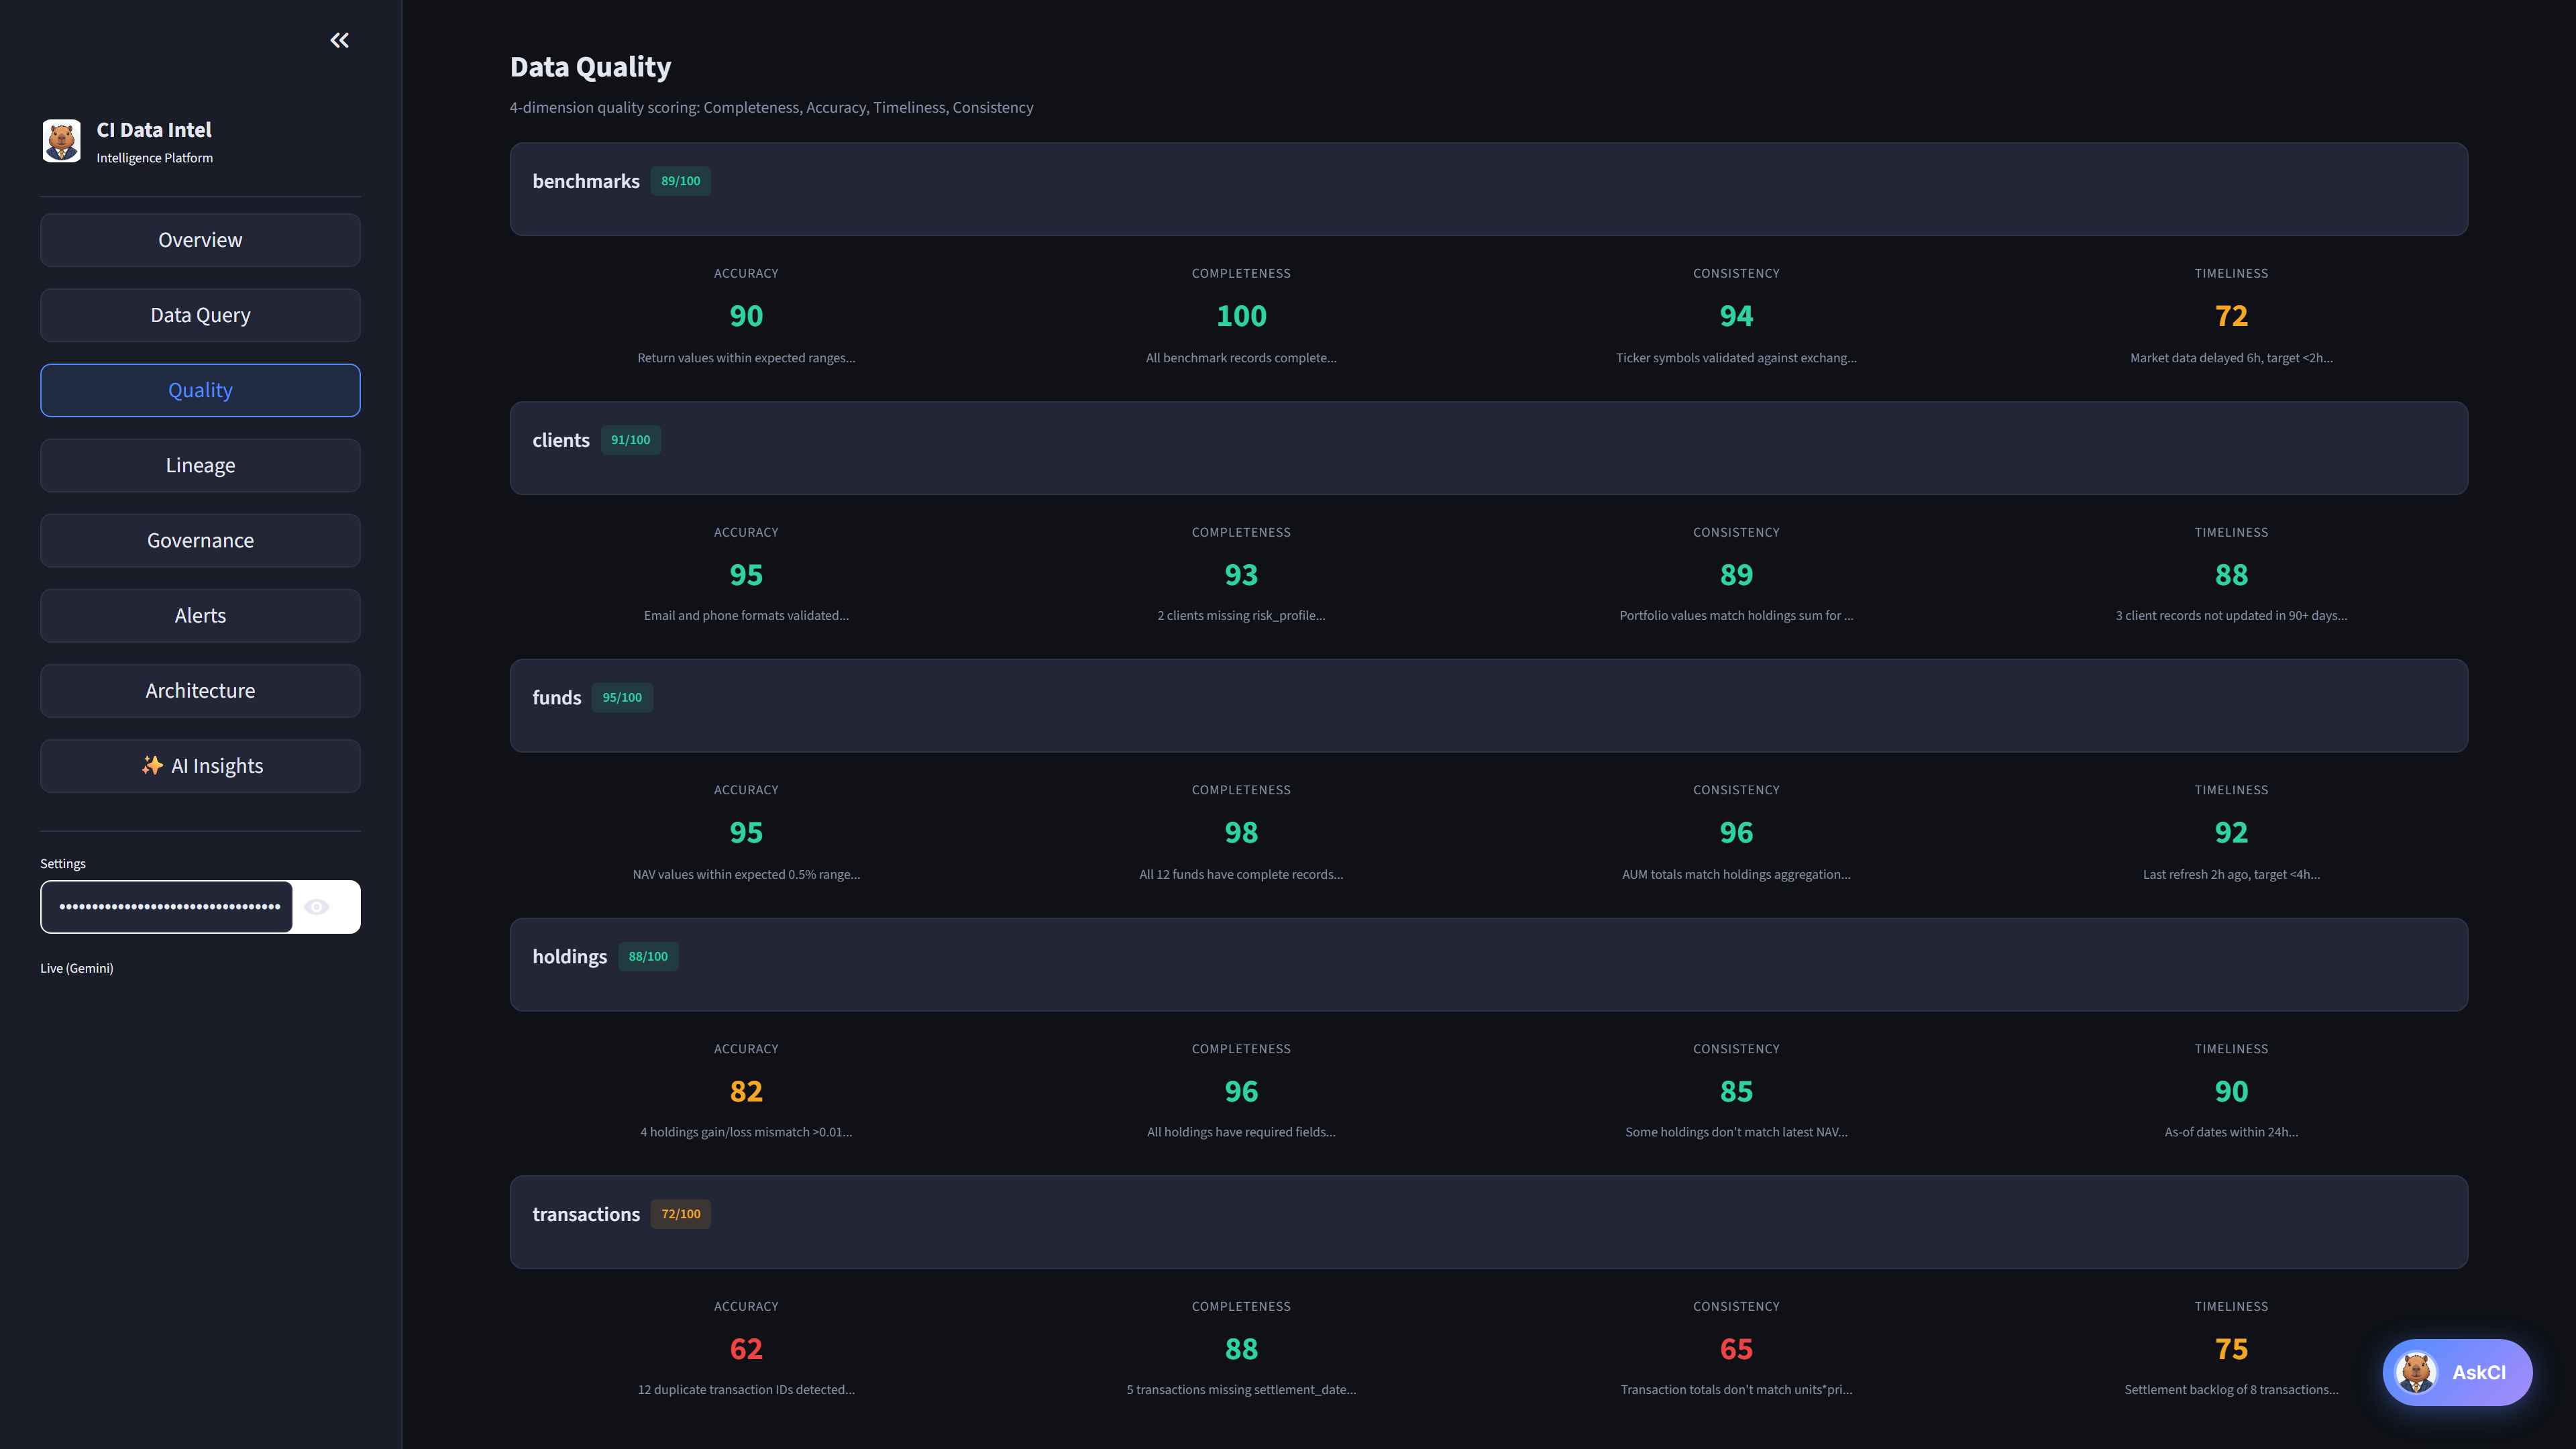 CI Data Intel
Intelligence Platform
Overview
Data Query
Quality
Lineage
Governance
Alerts
Architecture
✨ AI Insights
Settings
••••••••••••••••••••••••••••••••••
Live (Gemini)
Data Quality
4-dimension quality scoring: Completeness, Accuracy, Timeliness, Consistency
benchmarks 89/100
ACCURACY COMPLETENESS CONSISTENCY TIMELINESS
90 100 94 72
Return values within expected ranges... All benchmark records complete... Ticker symbols validated against exchang... Market data delayed 6h, target <2h...
clients 91/100
ACCURACY COMPLETENESS CONSISTENCY TIMELINESS
95 93 89 88
Email and phone formats validated... 2 clients missing risk_profile... Portfolio values match holdings sum for ... 3 client records not updated in 90+ days...
funds 95/100
ACCURACY COMPLETENESS CONSISTENCY TIMELINESS
95 98 96 92
NAV values within expected 0.5% range... All 12 funds have complete records... AUM totals match holdings aggregation... Last refresh 2h ago, target <4h...
holdings 88/100
ACCURACY COMPLETENESS CONSISTENCY TIMELINESS
82 96 85 90
4 holdings gain/loss mismatch >0.01... All holdings have required fields... Some holdings don't match latest NAV... As-of dates within 24h...
transactions 72/100
ACCURACY COMPLETENESS CONSISTENCY TIMELINESS
62 88 65 75
12 duplicate transaction IDs detected... 5 transactions missing settlement_date... Transaction totals don't match units*pri... Settlement backlog of 8 transactions...
AskCI